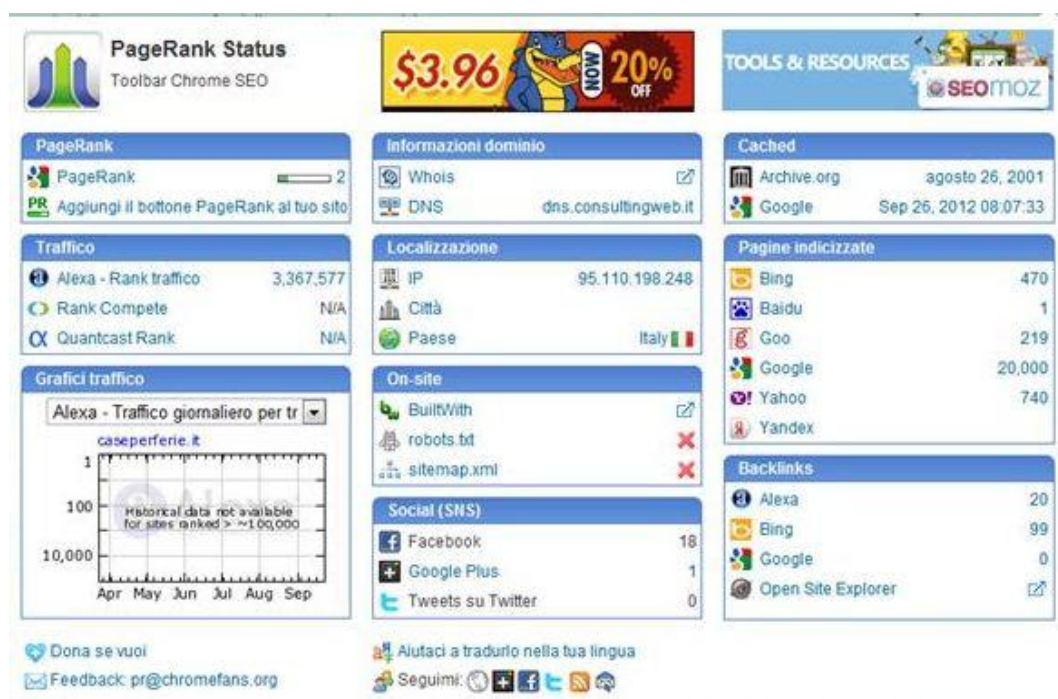 PageRank Status
Toolbar Chrome SEO
$3.96
NOW
20%
OFF
TOOLS & RESOURCES
SEOmoz
PageRank
PageRank 2
PR Aggiungi il bottone PageRank al tuo sito
Traffico
Alexa - Rank traffico 3,367,577
Rank Compete N/A
Quantcast Rank N/A
Grafici traffico
Alexa - Traffico giornaliero per tr
caseperferie.it
Alexa
1
100
10,000
Historical data not available
for sites ranked > ~100,000
Apr May Jun Jul Aug Sep
Informazioni dominio
Whois
DNS dns.consultingweb.it
Localizzazione
IP 95.110.198.248
Città
Paese Italy
On-site
BuiltWith
robots.txt
sitemap.xml
Social (SNS)
Facebook 18
Google Plus 1
Tweets su Twitter 0
Cached
Archive.org agosto 26, 2001
Google Sep 26, 2012 08:07:33
Pagine indicizzate
Bing 470
Baidu 1
Goo 219
Google 20,000
Yahoo 740
Yandex
Backlinks
Alexa 20
Bing 99
Google 0
Open Site Explorer
Dona se vuoi
Feedback: pr@chromefans.org
Aiutaci a tradurlo nella tua lingua
Seguimi: